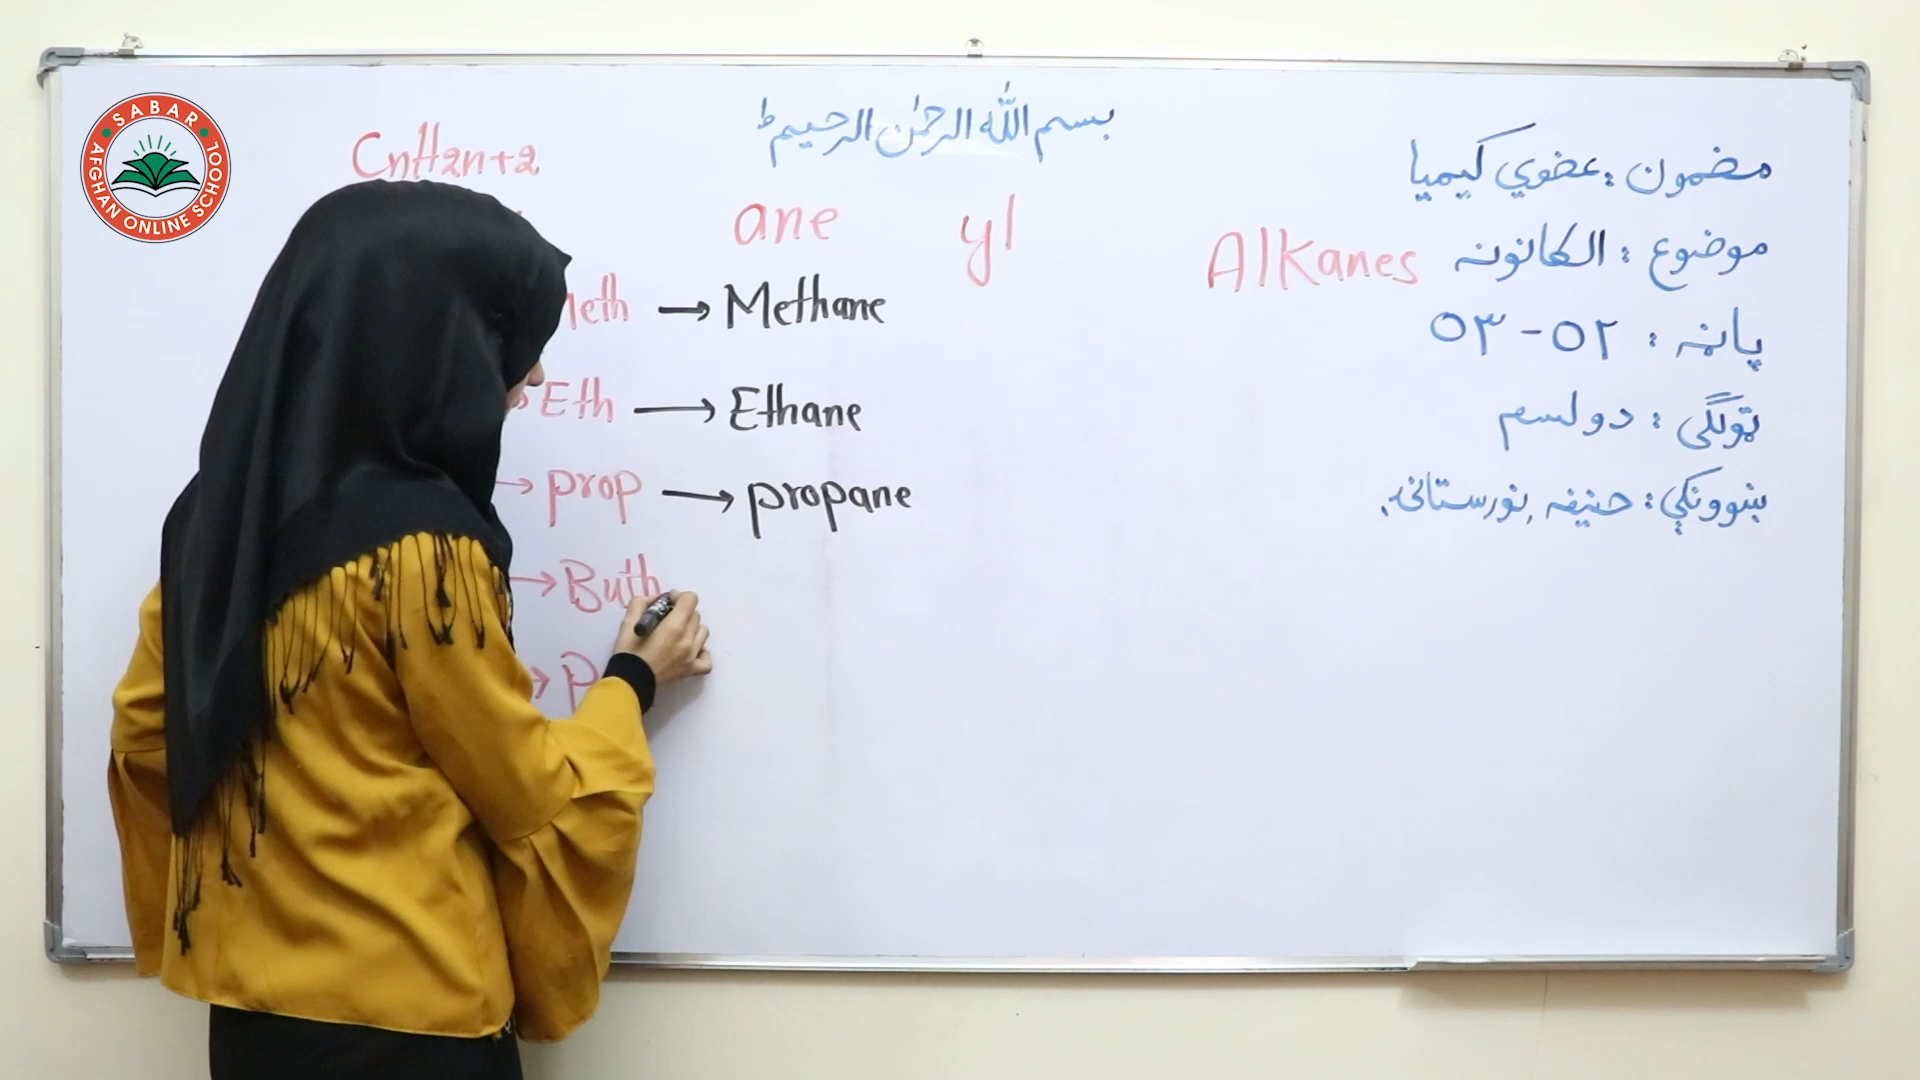 SABAR
AFGHAN ONLINE SCHOOL
بسم الله الرحمن الرحیم
CnH2n+2
ane yl
Meth → Methane
Eth → Ethane
prop → propane
→ Buth
→ P
مضمون : عضوي کیمیا
موضوع : الکانونه Alkanes
پاڼه : ۵۲ - ۵۳
ټولګی : دولسم
ښوونکې : حنیفه نورستانۍ